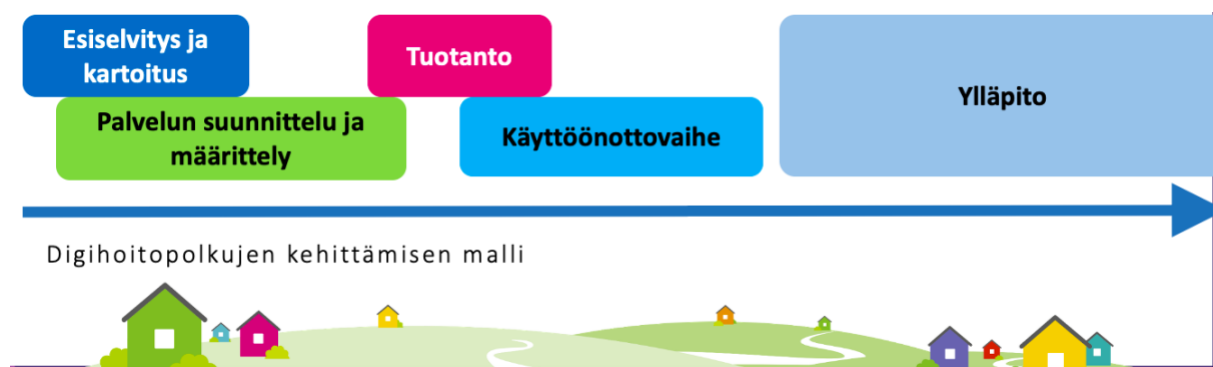 Esiselvitys ja
kartoitus
Tuotanto
Ylläpito
Palvelun suunnittelu ja
määrittely
Käyttöönottovaihe
Digihoitopolkujen kehittämisen malli